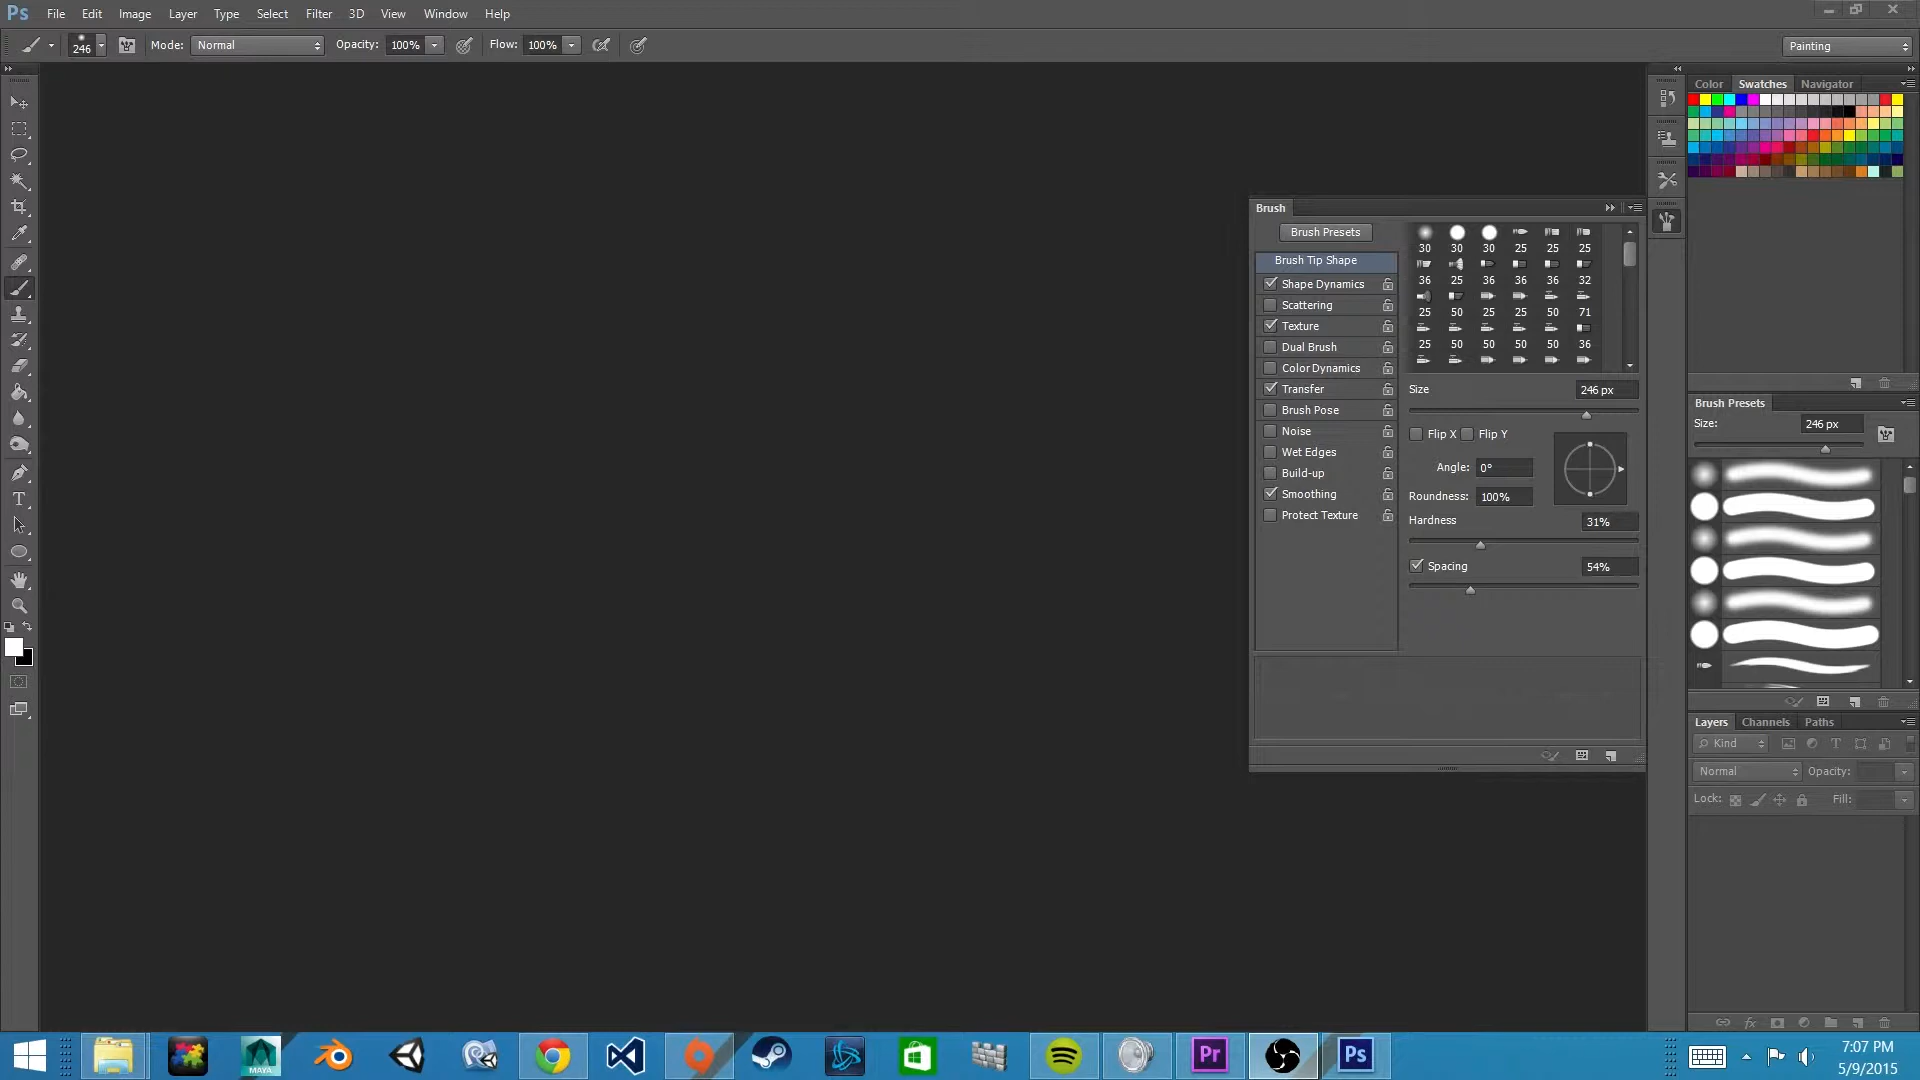 Ps File Edit Image Layer Type Select Filter 3D View Window Help
246 Mode: Normal Opacity: 100% Flow: 100% Painting
Color Swatches Navigator
Brush
Brush Presets
30 30 30 25 25 25
Brush Tip Shape
36 25 36 36 36 32
Shape Dynamics
Scattering
25 50 25 25 50 71
Texture
Dual Brush
25 50 50 50 50 36
Color Dynamics
Transfer
Size 246 px
Brush Pose
Noise
Flip X Flip Y
Wet Edges
Angle: 0°
Build-up
Smoothing
Roundness: 100%
Protect Texture
Hardness 31%
Spacing 54%
Brush Presets
Size: 246 px
Layers Channels Paths
Kind
T
Normal Opacity:
Lock: Fill:
fx
MAYA
Pr
Ps
7:07 PM
5/9/2015